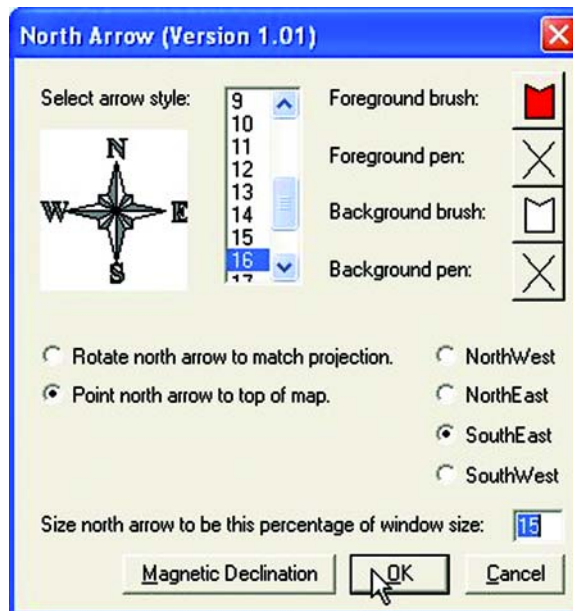 North Arrow (Version 1.01)
Select arrow style:
9
10
11
12
13
14
15
16
17
Foreground brush:
Foreground pen:
Background brush:
Background pen:
N
W E
S
Rotate north arrow to match projection.
Point north arrow to top of map.
NorthWest
NorthEast
SouthEast
SouthWest
Size north arrow to be this percentage of window size: 15
Magnetic Declination OK Cancel